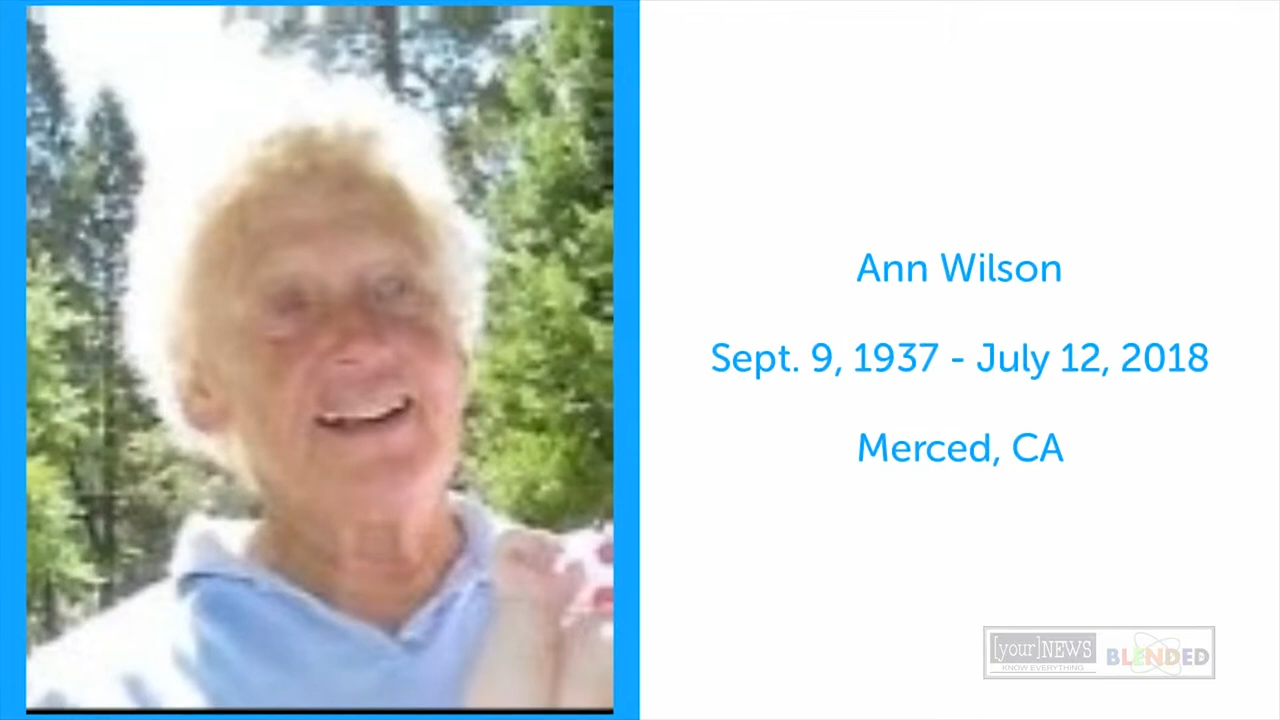 Ann Wilson
Sept. 9, 1937 - July 12, 2018
Merced, CA
[your]NEWS
KNOW EVERYTHING
BLENDED